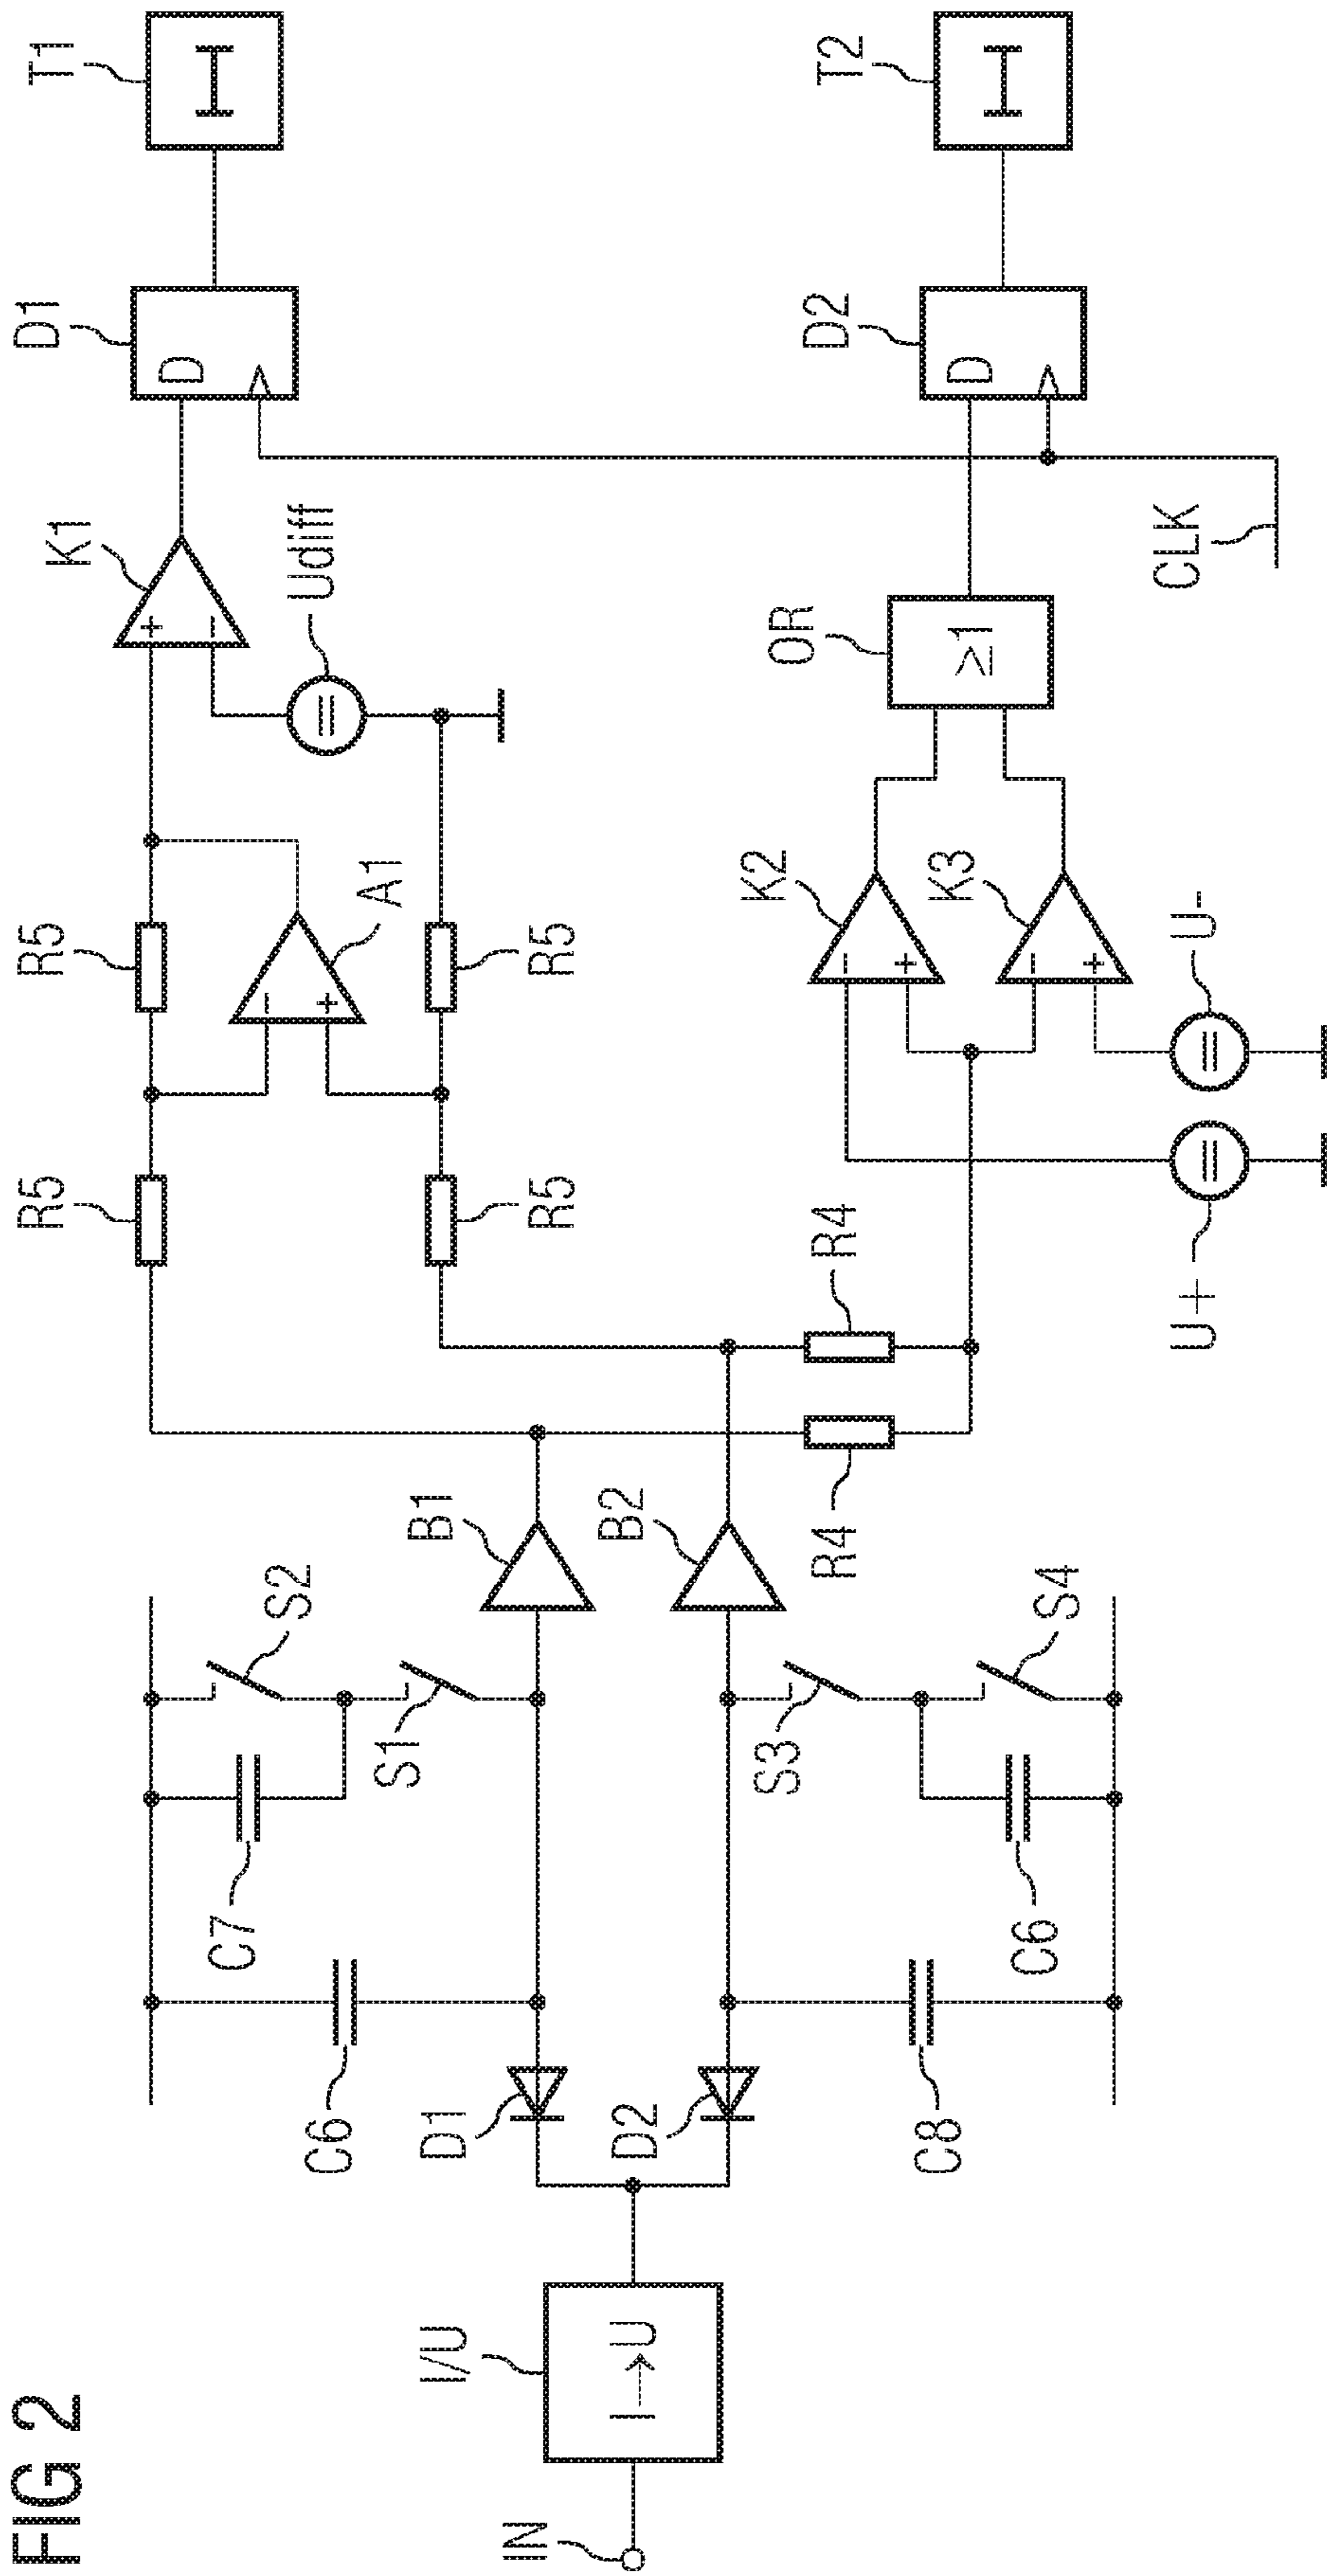 FIG 2
IN
I/U
I→U
C6
C7
S2
S1
D1
D2
C8
C6
S3
S4
B1
B2
R4
R4
R5
R5
R5
R5
A1
-
+
K1
+
-
Udiff
K2
-
+
K3
-
+
U+
U-
OR
≥1
CLK
D1
D
D2
D
T1
T2